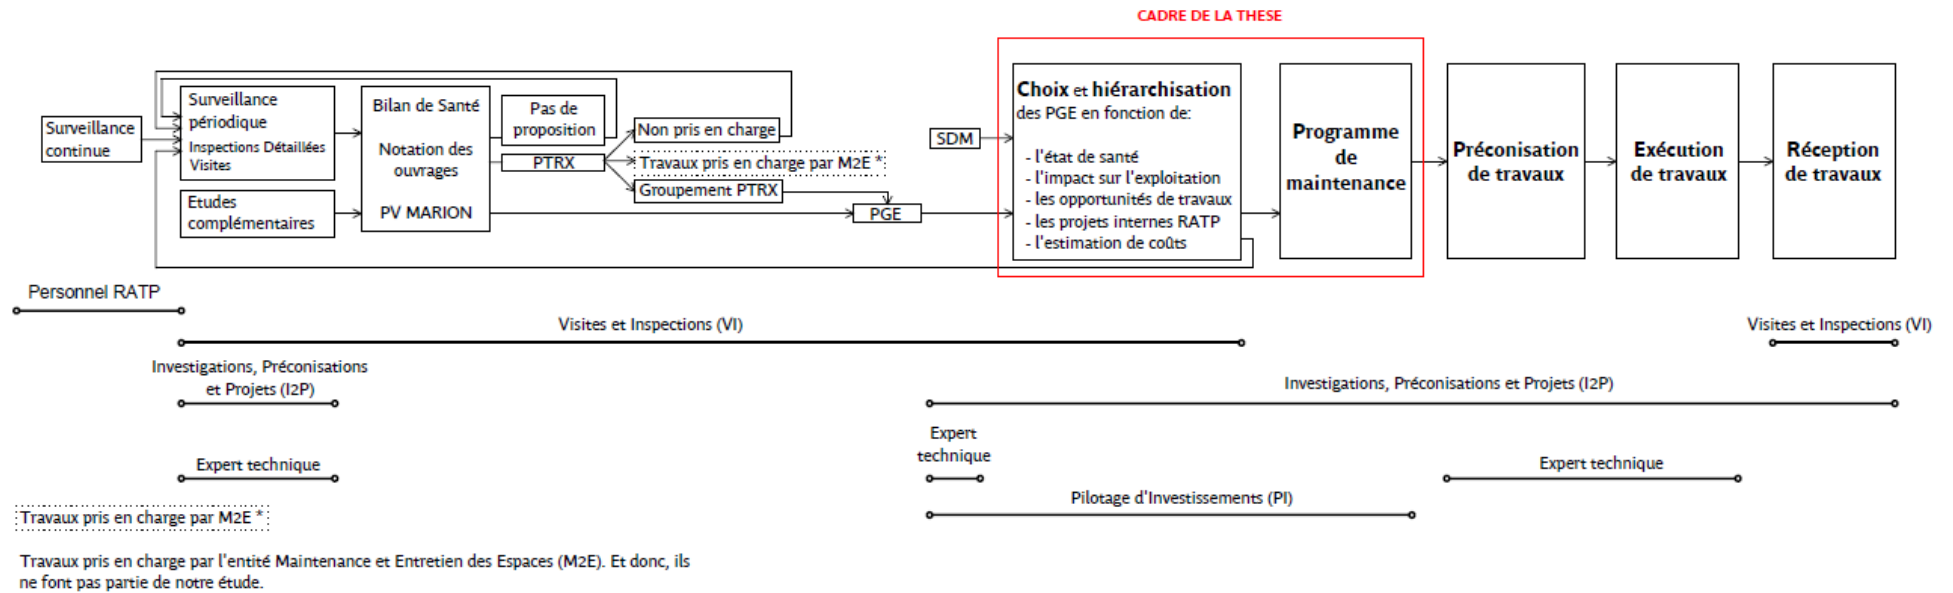 CADRE DE LA THESE
Surveillance
continue
Surveillance
périodique
Inspections Détaillées
Visites
Etudes
complémentaires
Bilan de Santé
Notation des
ouvrages
PV MARION
Pas de
proposition
PTRX
Non pris en charge
Travaux pris en charge par M2E *
Groupement PTRX
PGE
SDM
Choix et hiérarchisation
des PGE en fonction de:
- l'état de santé
- l'impact sur l'exploitation
- les opportunités de travaux
- les projets internes RATP
- l'estimation de coûts
Programme
de
maintenance
Préconisation
de travaux
Exécution
de travaux
Réception
de travaux
Personnel RATP
Visites et Inspections (VI)
Visites et Inspections (VI)
Investigations, Préconisations
et Projets (I2P)
Investigations, Préconisations et Projets (I2P)
Expert
technique
Expert technique
Expert technique
Pilotage d'Investissements (PI)
Travaux pris en charge par M2E *
Travaux pris en charge par l'entité Maintenance et Entretien des Espaces (M2E). Et donc, ils
ne font pas partie de notre étude.